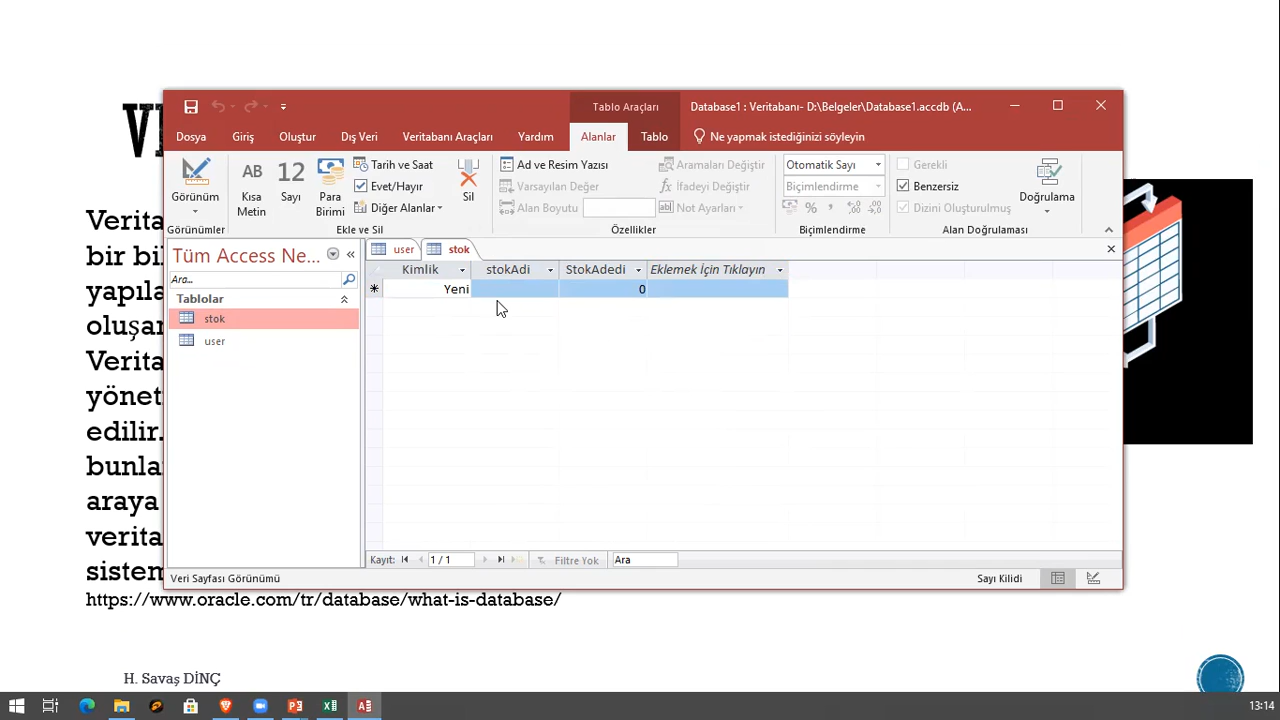 Tablo Araçları
Database1 : Veritabanı- D:\Belgeler\Database1.accdb (A...
Dosya Giriş Oluştur Dış Veri Veritabanı Araçları Yardım Alanlar Tablo Ne yapmak istediğinizi söyleyin
Görünüm
AB
Kısa
Metin
12
Sayı
Para
Birimi
Tarih ve Saat
Evet/Hayır
Diğer Alanlar
Sil
Ad ve Resim Yazısı
Varsayılan Değer
Alan Boyutu
Aramaları Değiştir
İfadeyi Değiştir
Not Ayarları
Otomatik Sayı
Biçimlendirme
Gerekli
Benzersiz
Dizini Oluşturulmuş
Doğrulama
Görünümler Ekle ve Sil Özellikler Biçimlendirme Alan Doğrulaması
Tüm Access Ne...
Ara...
Tablolar
stok
user
user stok
Kimlik stokAdi StokAdedi Eklemek İçin Tıklayın
Yeni 0
Kayıt: 1 / 1 Filtre Yok Ara
Veri Sayfası Görünümü Sayı Kilidi
Verita
bir bi
yapıla
oluşar
Verita
yönet
edilir.
bunla
araya
verita
sistem
https://www.oracle.com/tr/database/what-is-database/
H. Savaş DİNÇ
13:14